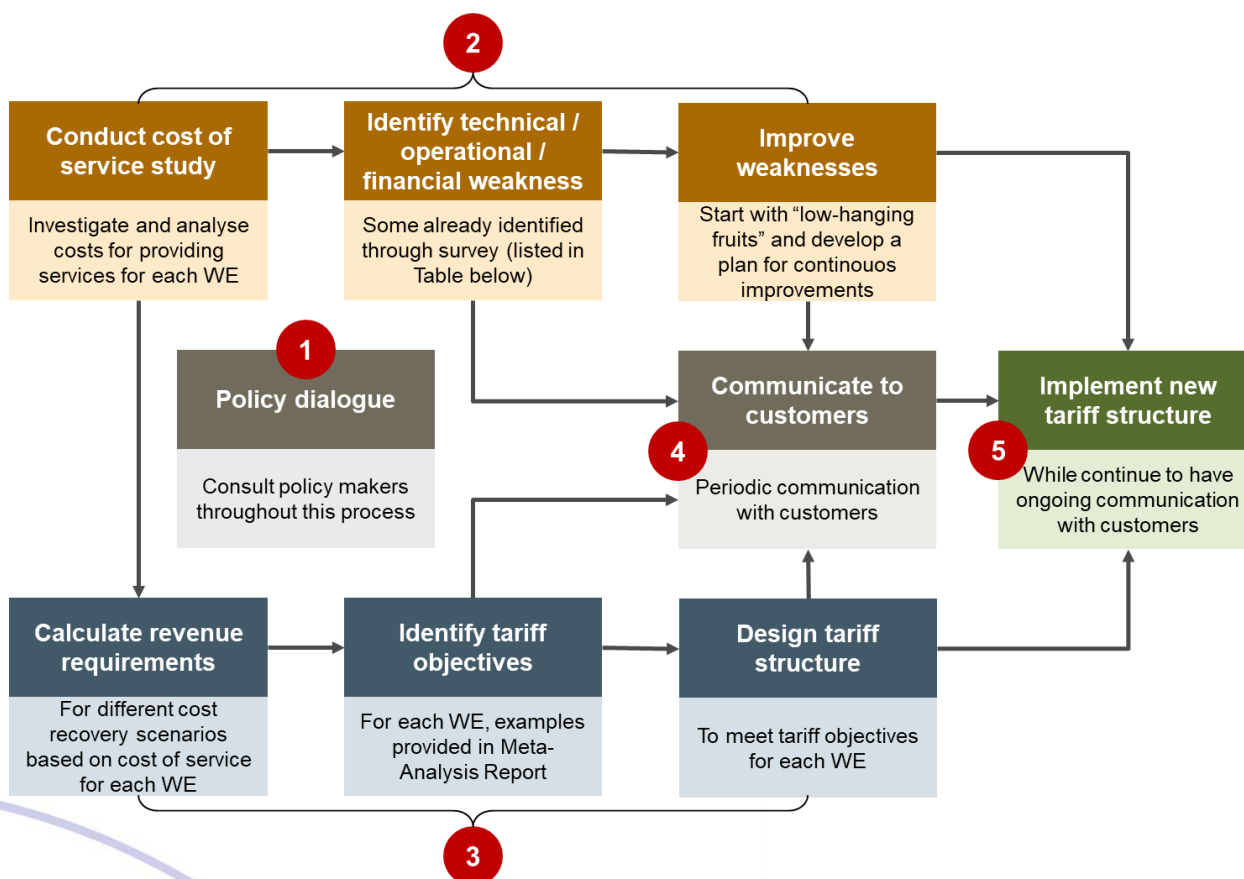 2
Conduct cost of
service study
Investigate and analyse
costs for providing
services for each WE
Identify technical /
operational /
financial weakness
Some already identified
through survey (listed in
Table below)
Improve
weaknesses
Start with “low-hanging
fruits” and develop a
plan for continouos
improvements
1
Policy dialogue
Consult policy makers
throughout this process
Communicate to
customers
4
Periodic communication
with customers
Implement new
tariff structure
5
While continue to have
ongoing communication
with customers
Calculate revenue
requirements
For different cost
recovery scenarios
based on cost of service
for each WE
Identify tariff
objectives
For each WE, examples
provided in Meta-
Analysis Report
Design tariff
structure
To meet tariff objectives
for each WE
3